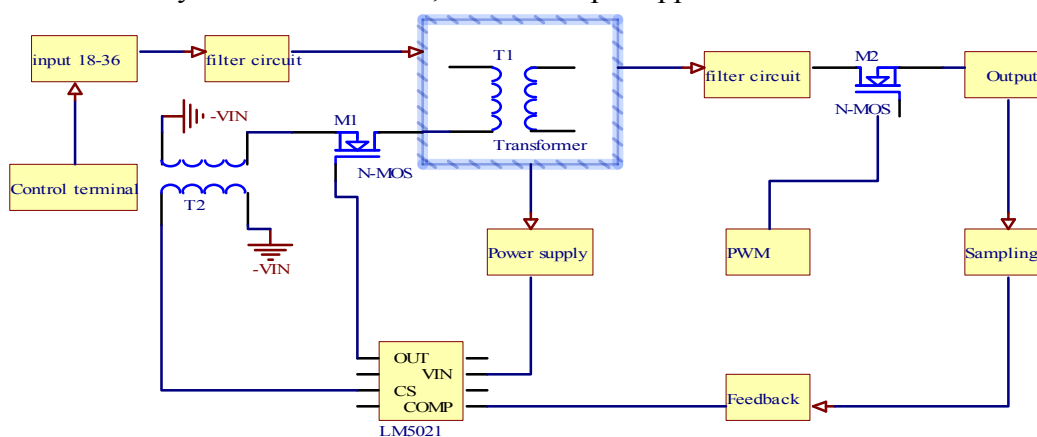 input 18-36
filter circuit
T1
Transformer
filter circuit
M2
N-MOS
Output
-VIN
M1
N-MOS
Control terminal
T2
-VIN
Power supply
PWM
Sampling
OUT
VIN
CS
COMP
LM5021
Feedback